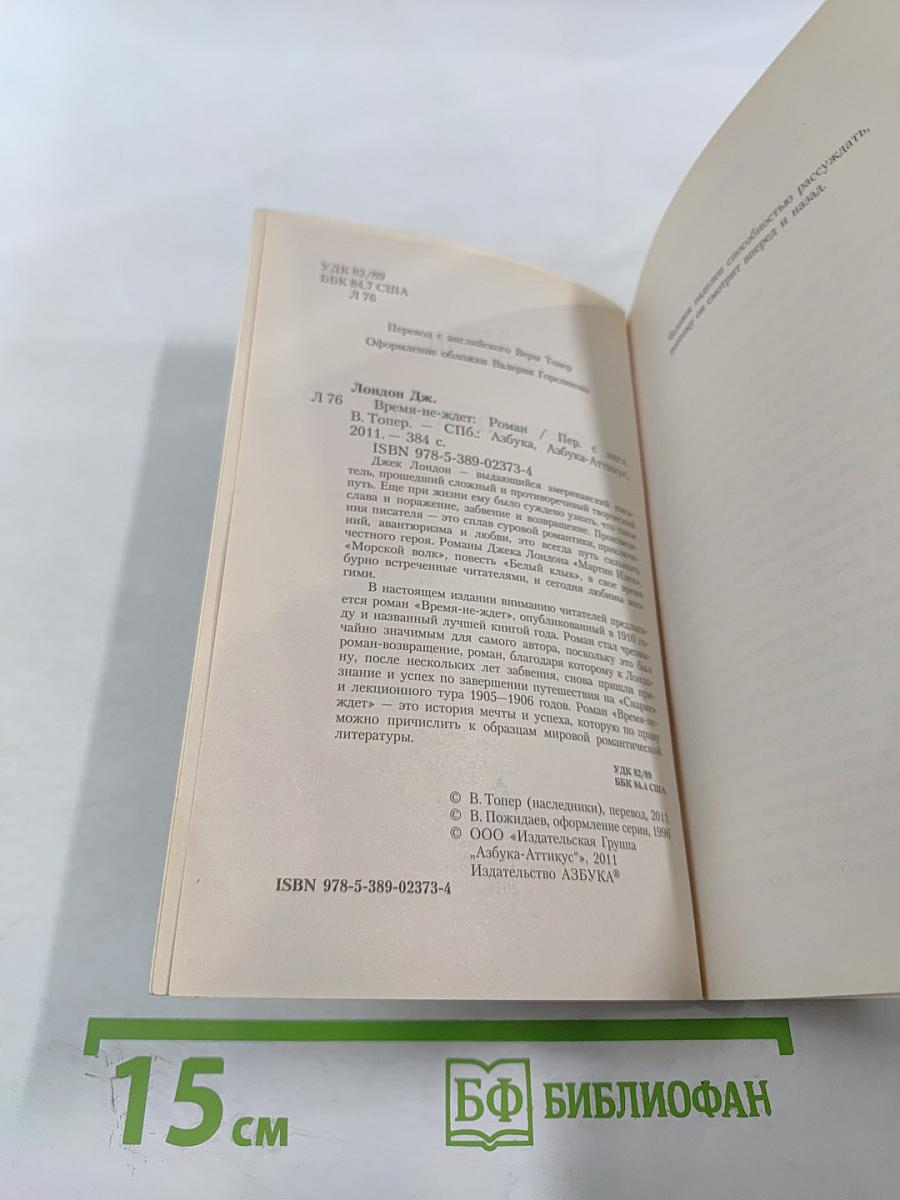 УДК 82/89
ББК 84.7 США
Л 76
Перевод с английского Веры Топер
Оформление обложки Валерия Гореликова
Лондон Дж.
Л 76 Время-не-ждет: Роман / Пер. с англ.
В. Топер. — СПб.: Азбука, Азбука-Аттикус,
2011. — 384 с.
ISBN 978-5-389-02373-4
Джек Лондон — выдающийся американский писа-
тель, прошедший сложный и противоречивый творческий
путь. Еще при жизни ему было суждено узнать, что такое
слава и поражение, забвение и возвращение. Произведе-
ния писателя — это сплав суровой романтики, приключе-
ний, авантюризма и любви, это всегда путь сильного,
честного героя. Романы Джека Лондона «Мартин Иден»,
«Морской волк», повесть «Белый клык», в свое время
бурно встреченные читателями, и сегодня любимы мно-
гими.
В настоящем издании вниманию читателей предлага-
ется роман «Время-не-ждет», опубликованный в 1910 го-
ду и названный лучшей книгой года. Роман стал чрезвы-
чайно значимым для самого автора, поскольку это был
роман-возвращение, роман, благодаря которому к Лондо-
ну, после нескольких лет забвения, снова пришли при-
знание и успех по завершении путешествия на «Снарке»
и лекционного тура 1905—1906 годов. Роман «Время-не-
ждет» — это история мечты и успеха, которую по праву
можно причислить к образцам мировой романтической
литературы.
УДК 82/89
ББК 84.4 США
© В. Топер (наследники), перевод, 2011
© В. Пожидаев, оформление серии, 1996
© ООО «Издательская Группа
„Азбука-Аттикус“», 2011
Издательство АЗБУКА®
ISBN 978-5-389-02373-4
Человек наделен способностью рассуждать,
поэтому он смотрит вперед и назад.
15 см
БФ БИБЛИОФАН